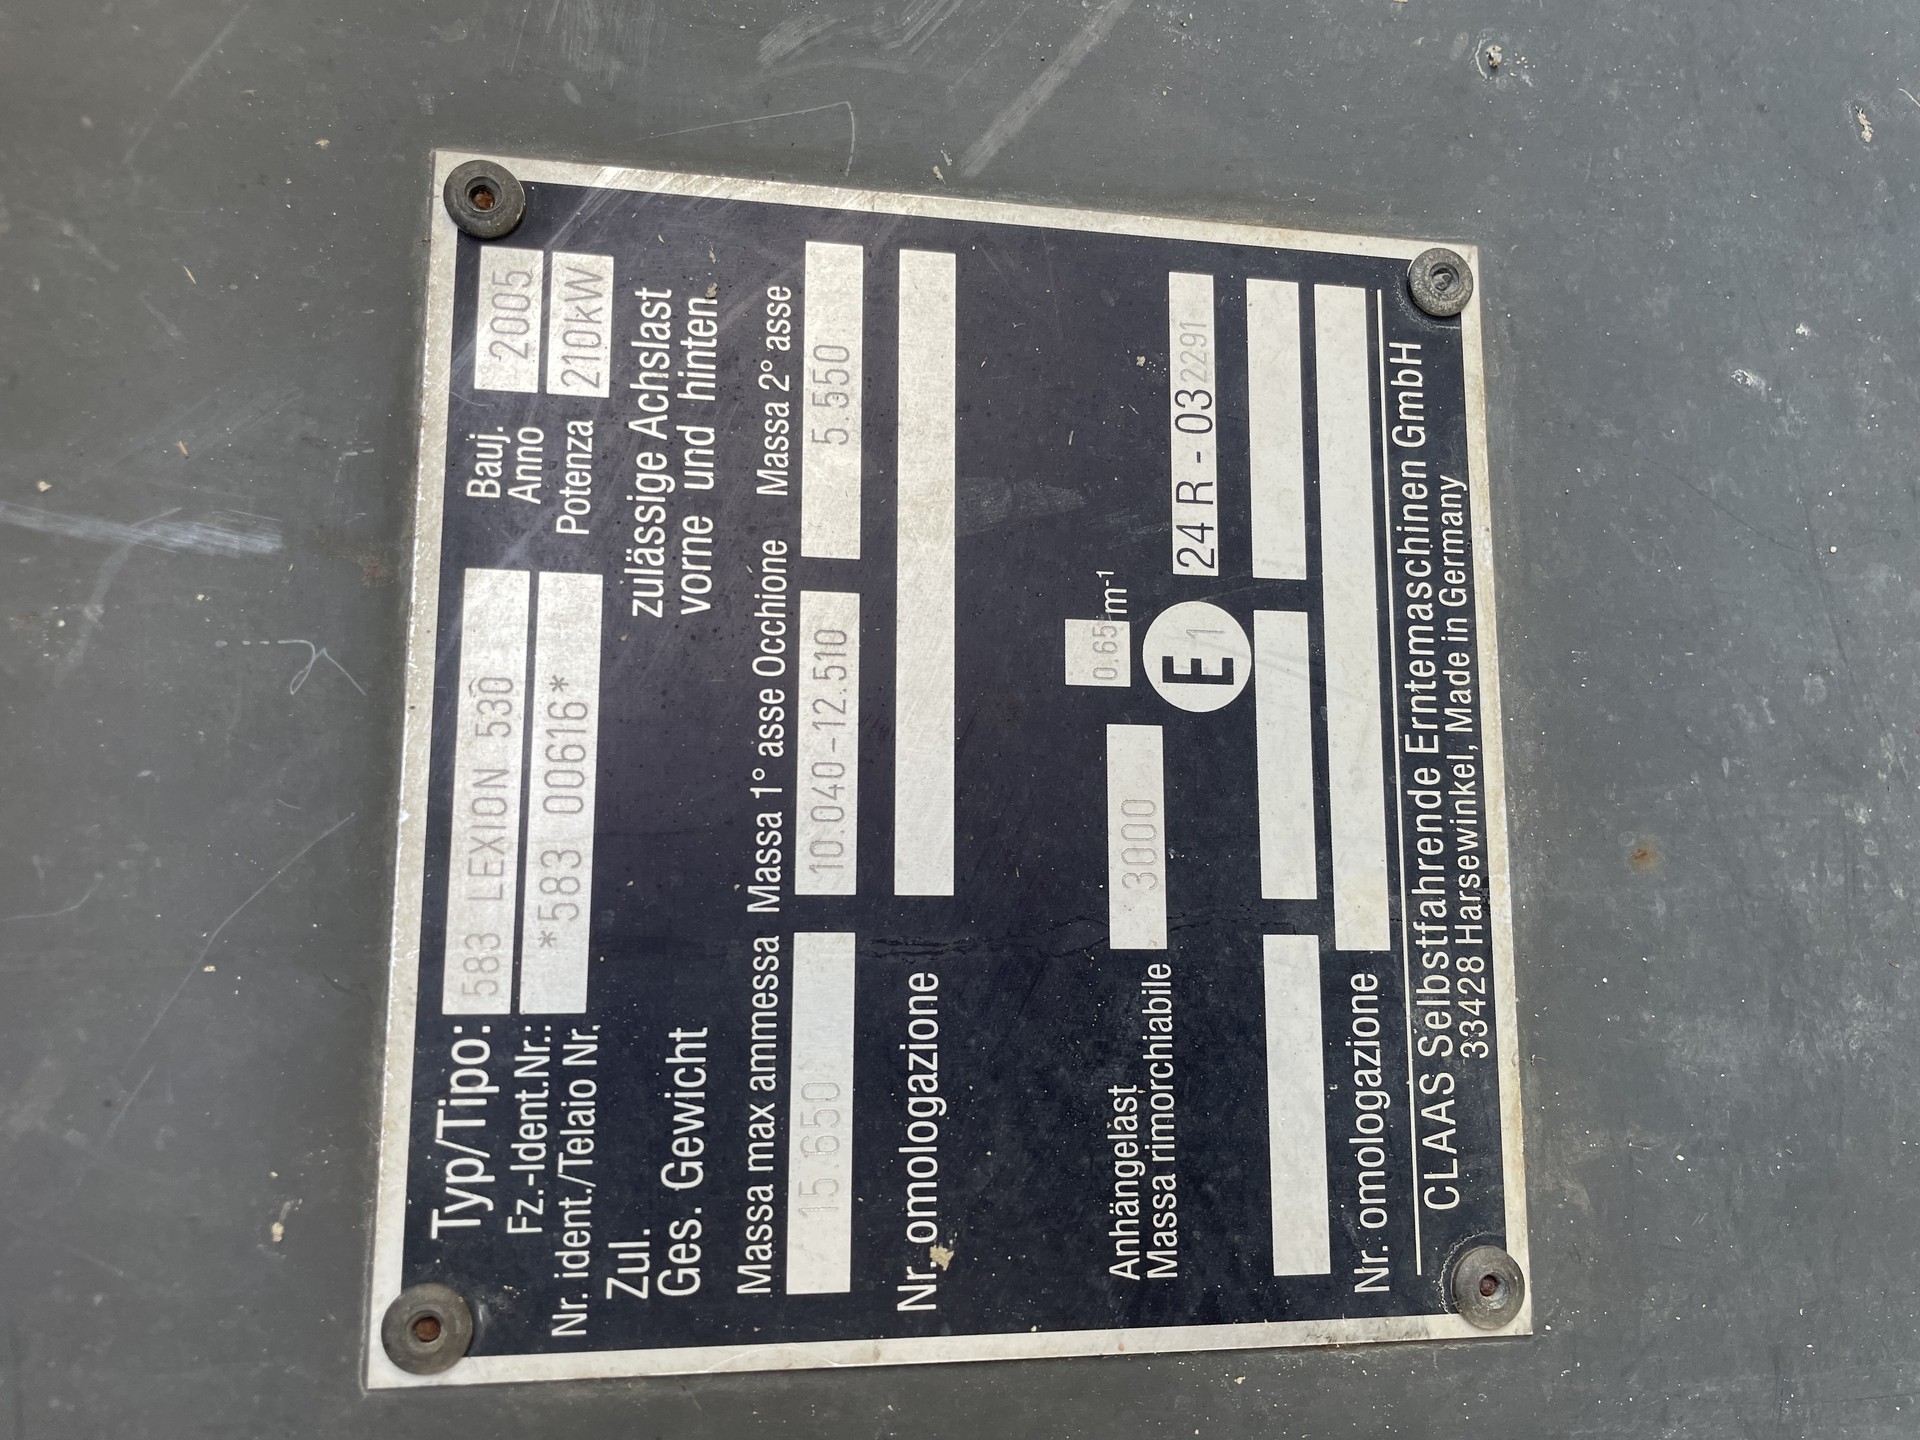 Typ/Tipo: 583 LEXION 530 Bauj. 2005
Fz.-Ident.Nr.: Anno
Nr. ident./Telaio Nr. *583 00616* Potenza 210kW
Zul. zulässige Achslast
Ges. Gewicht vorne und hinten
Massa max ammessa Massa 1° asse Occhione Massa 2° asse
15.650 10.040-12.510 5.550
Nr. omologazione
Anhängelast 0.65 m-1
Massa rimorchiabile 3000 E1 24 R - 03 2291
Nr. omologazione
CLAAS Selbstfahrende Erntemaschinen GmbH
33428 Harsewinkel, Made in Germany